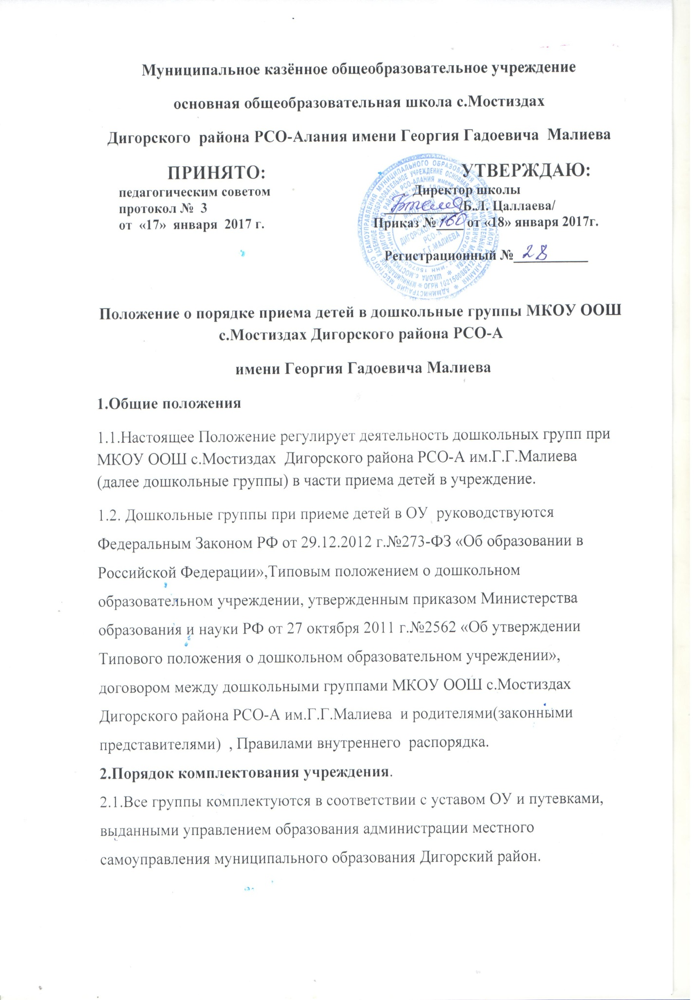 Муниципальное казённое общеобразовательное учреждение
основная общеобразовательная школа с.Мостиздах
Дигорского района РСО-Алания имени Георгия Гадоевича Малиева
ПРИНЯТО:
педагогическим советом
протокол № 3
от «17» января 2017 г.
УТВЕРЖДАЮ:
Директор школы
/Б.Л. Цаллаева/
Приказ № 160 от «18» января 2017г.
Регистрационный № 28
Положение о порядке приема детей в дошкольные группы МКОУ ООШ
с.Мостиздах Дигорского района РСО-А
имени Георгия Гадоевича Малиева
1.Общие положения
1.1.Настоящее Положение регулирует деятельность дошкольных групп при
МКОУ ООШ с.Мостиздах Дигорского района РСО-А им.Г.Г.Малиева
(далее дошкольные группы) в части приема детей в учреждение.
1.2. Дошкольные группы при приеме детей в ОУ руководствуются
Федеральным Законом РФ от 29.12.2012 г.№273-ФЗ «Об образовании в
Российской Федерации»,Типовым положением о дошкольном
образовательном учреждении, утвержденным приказом Министерства
образования и науки РФ от 27 октября 2011 г.№2562 «Об утверждении
Типового положения о дошкольном образовательном учреждении»,
договором между дошкольными группами МКОУ ООШ с.Мостиздах
Дигорского района РСО-А им.Г.Г.Малиева и родителями(законными
представителями) , Правилами внутреннего распорядка.
2.Порядок комплектования учреждения.
2.1.Все группы комплектуются в соответствии с уставом ОУ и путевками,
выданными управлением образования администрации местного
самоуправления муниципального образования Дигорский район.